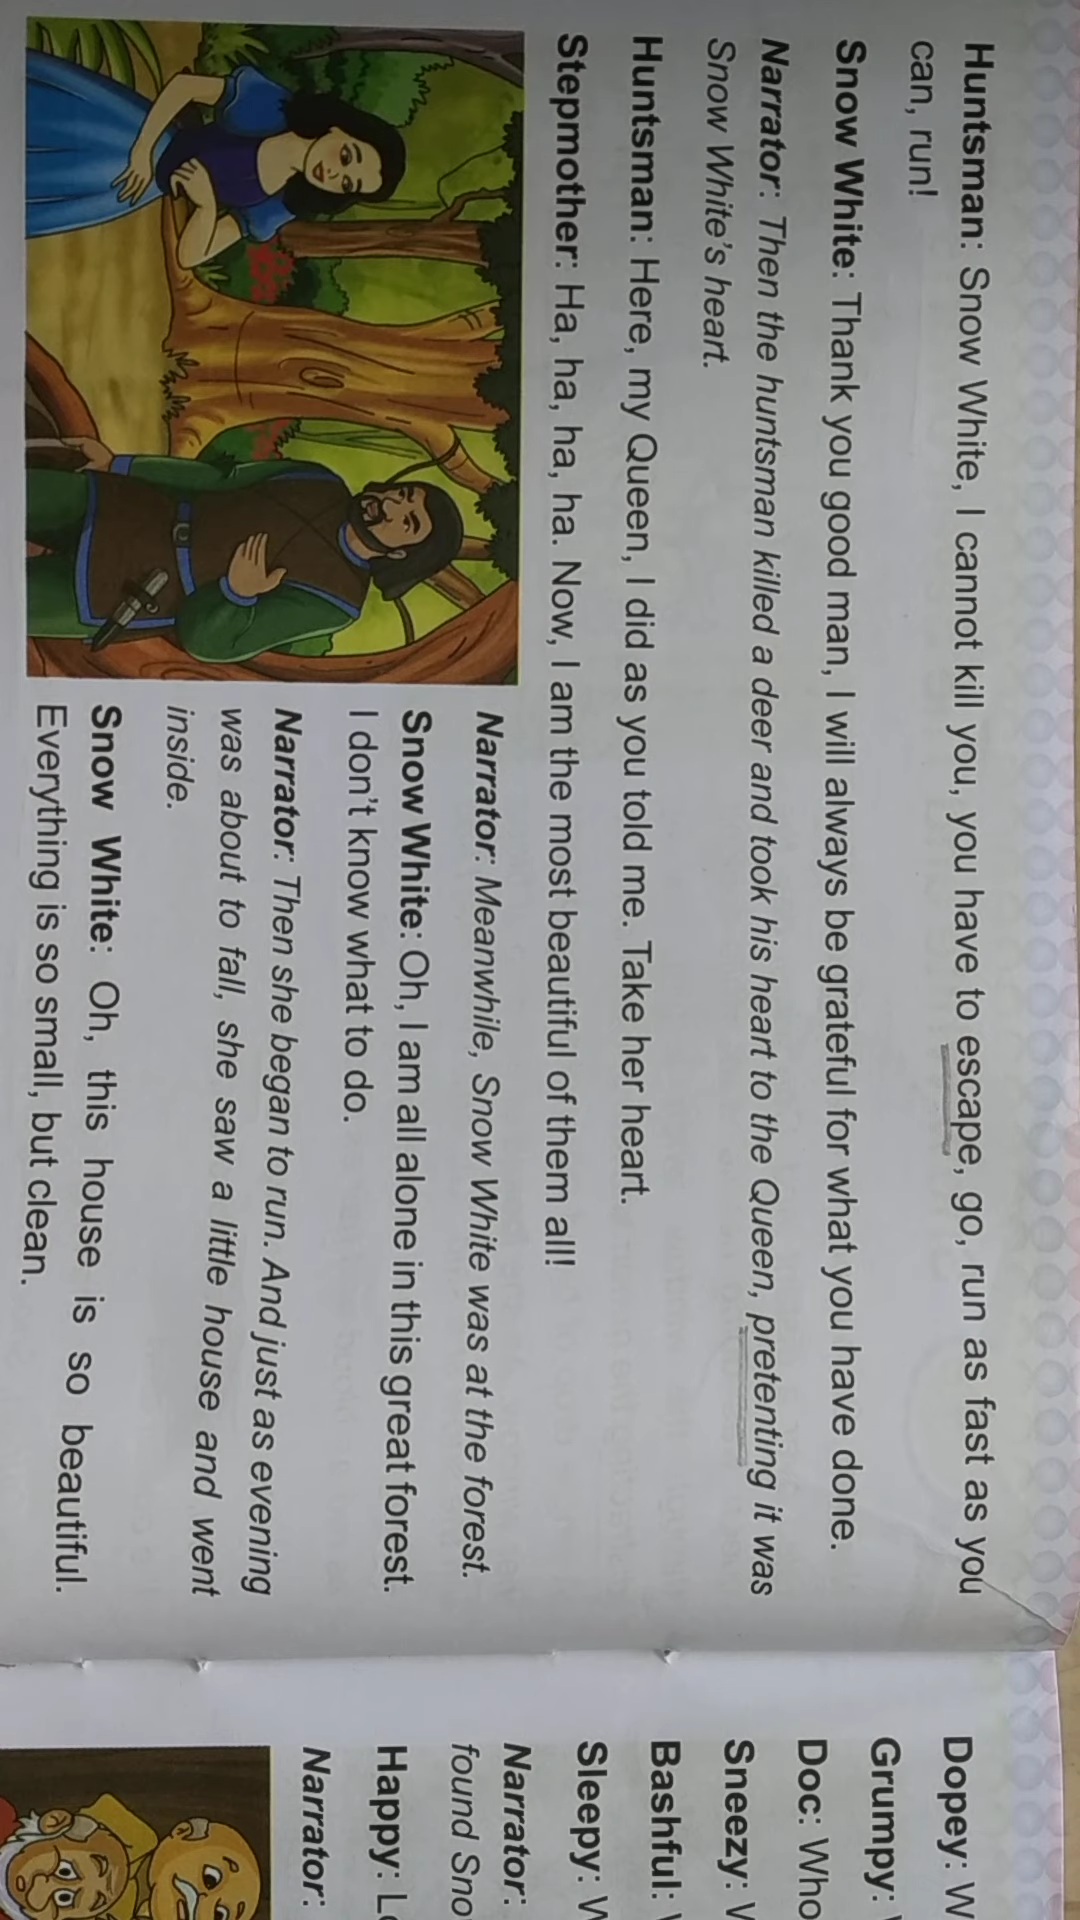 Huntsman: Snow White, I cannot kill you, you have to escape, go, run as fast as you
can, run!
Snow White: Thank you good man, I will always be grateful for what you have done.
Narrator: Then the huntsman killed a deer and took his heart to the Queen, pretenting it was
Snow White's heart.
Huntsman: Here, my Queen, I did as you told me. Take her heart.
Stepmother: Ha, ha, ha, ha, ha. Now, I am the most beautiful of them all!
Narrator: Meanwhile, Snow White was at the forest.
Snow White: Oh, I am all alone in this great forest.
I don't know what to do.
Narrator: Then she began to run. And just as evening
was about to fall, she saw a little house and went
inside.
Snow White: Oh, this house is so beautiful.
Everything is so small, but clean.
Dopey:
Grumpy:
Doc: Who
Sneezy:
Bashful:
Sleepy:
Narrator:
found
Happy:
Narrator: